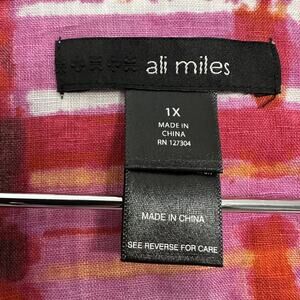 ali miles
1X
MADE IN
CHINA
RN 127304
MADE IN CHINA
SEE REVERSE FOR CARE